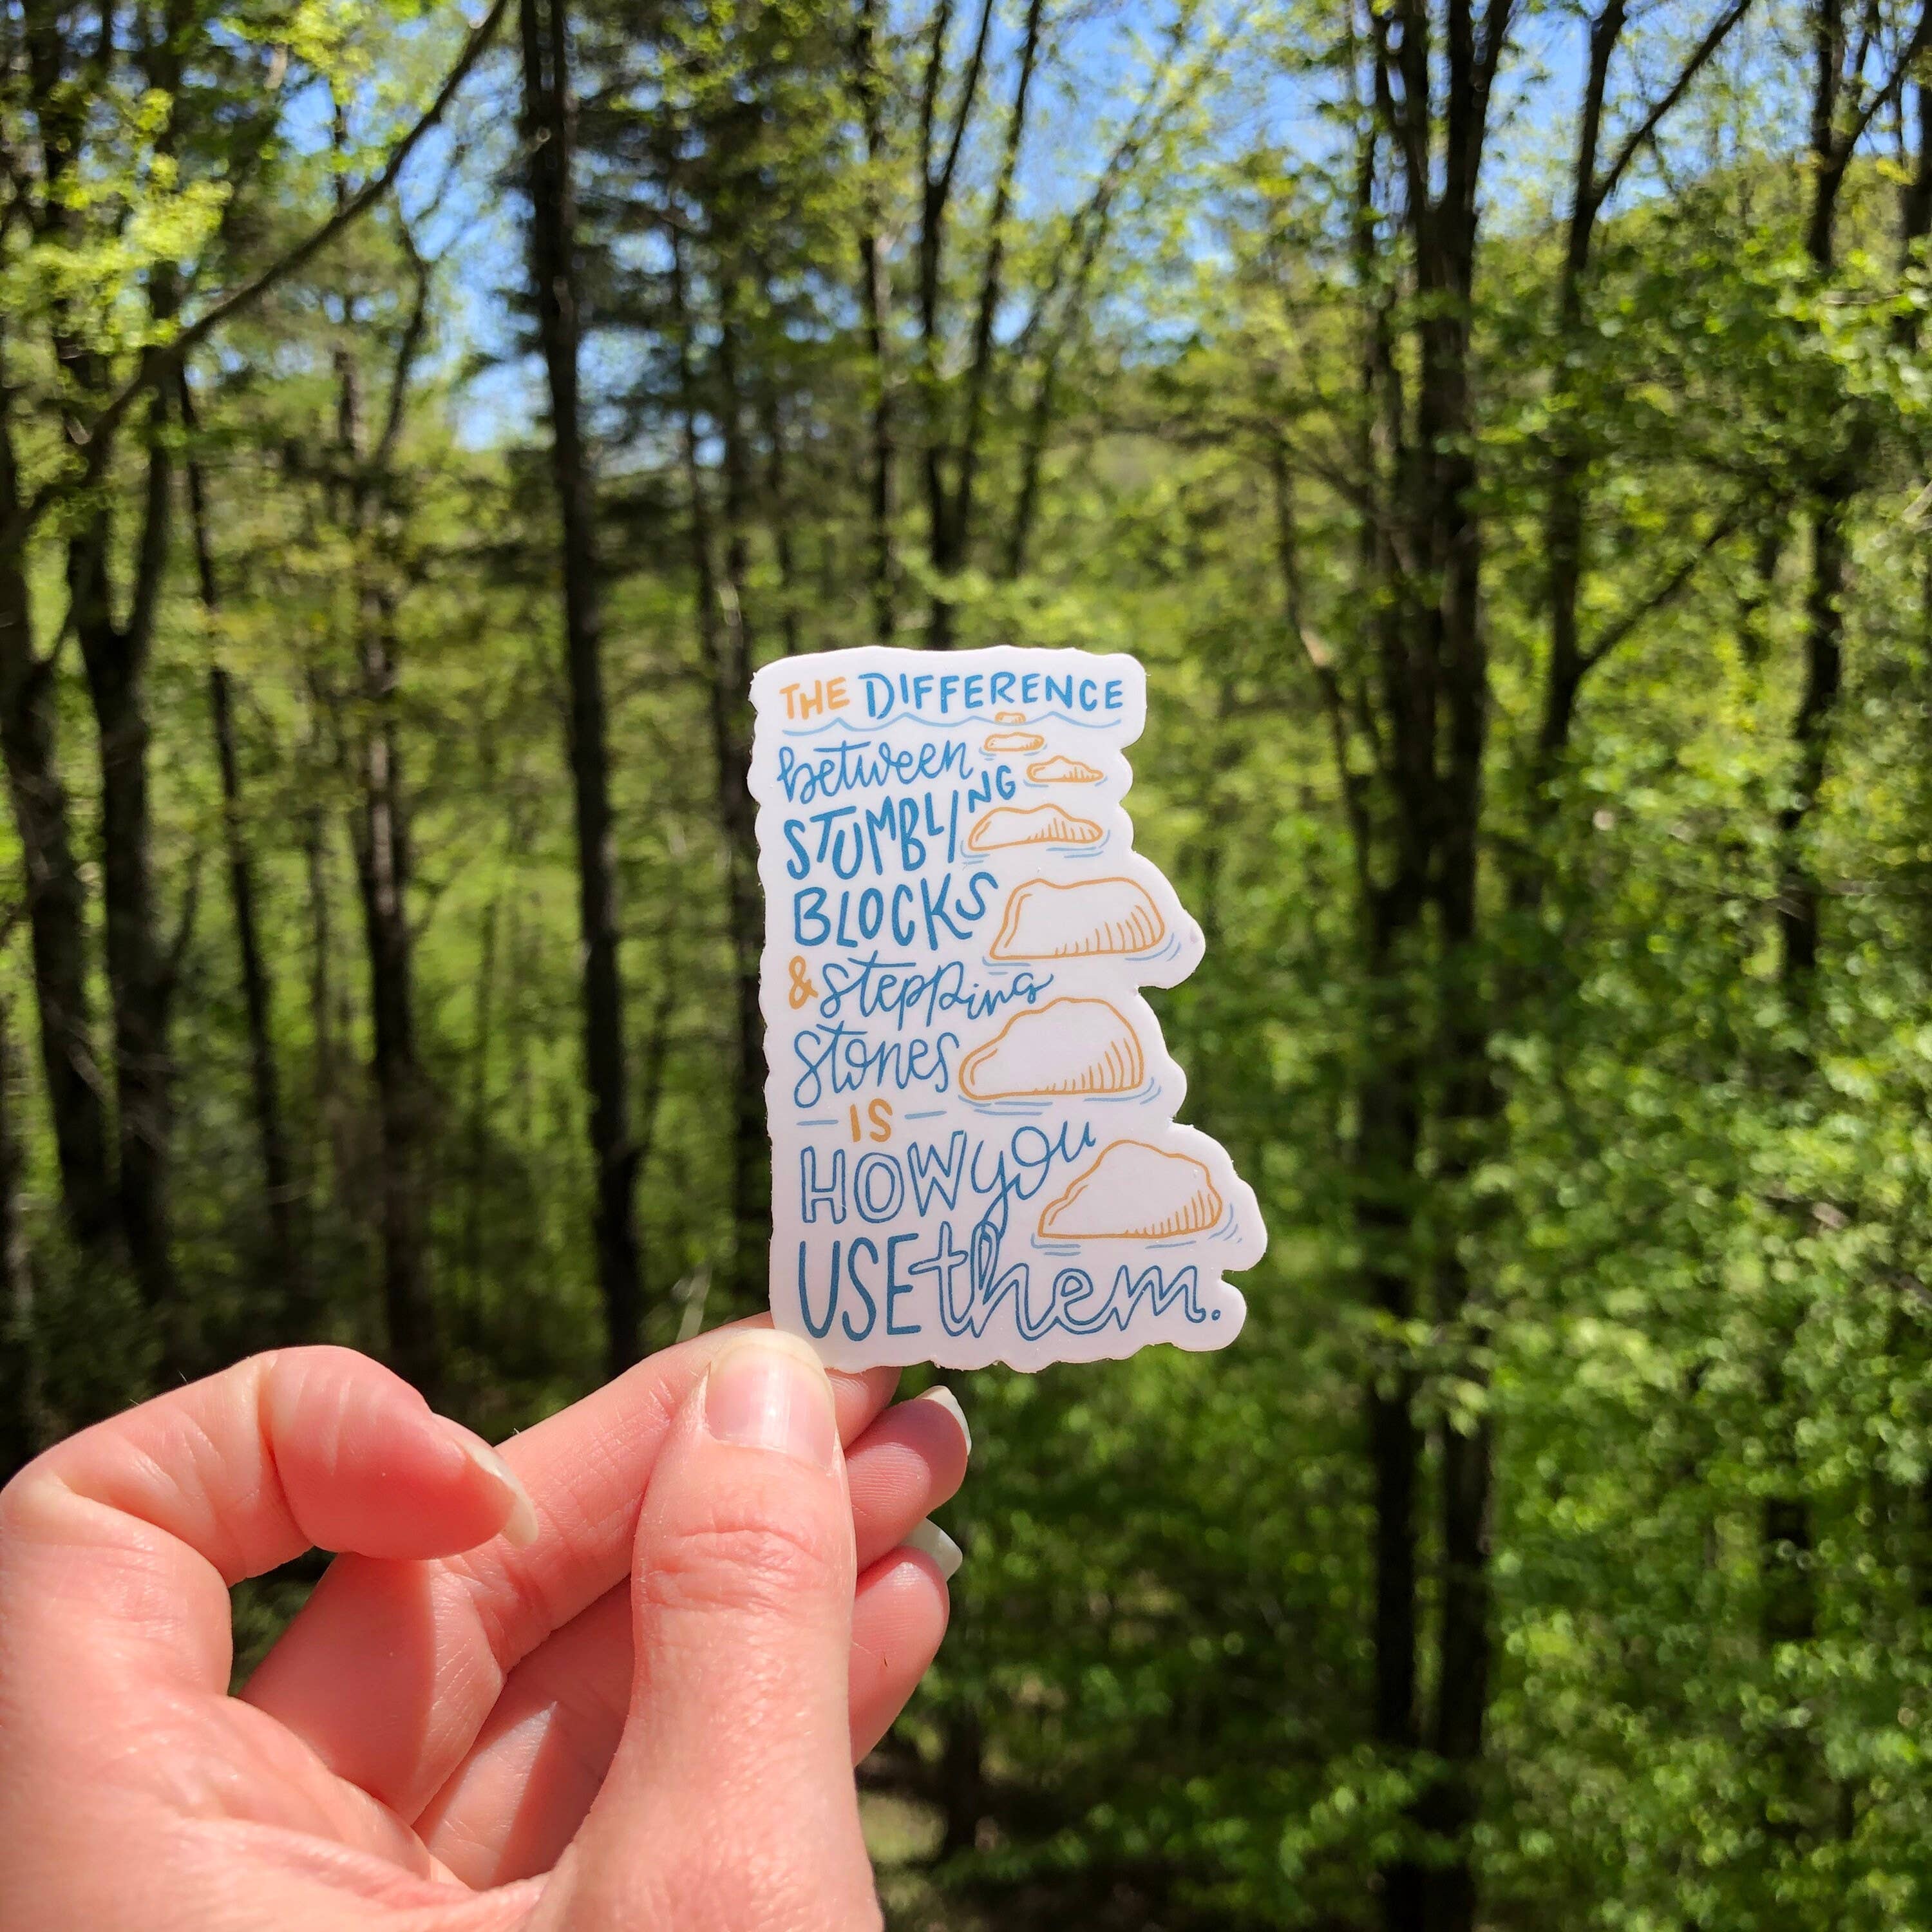 THE DIFFERENCE
between
STUMBLING
BLOCKS
& stepping
stones
IS
HOW you
USE them.